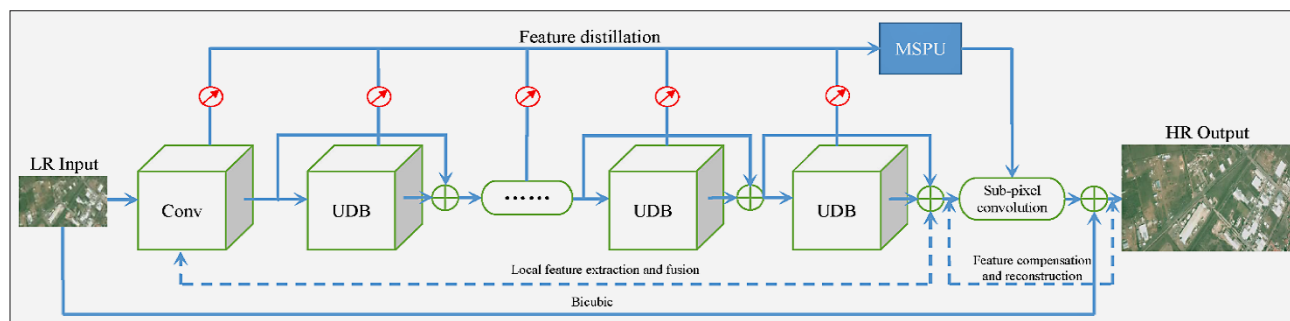 Feature distillation
MSPU
HR Output
LR Input
Conv
UDB
......
UDB
UDB
Sub-pixel
convolution
Local feature extraction and fusion
Feature compensation
and reconstruction
Bicubic